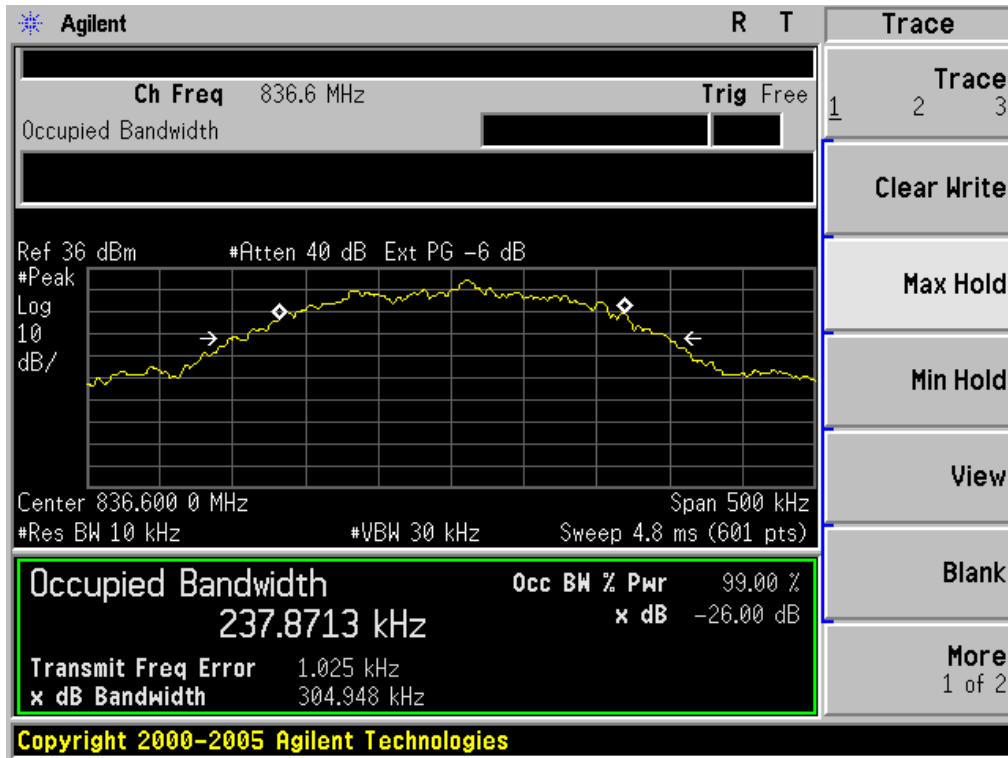 Agilent R T Trace
Ch Freq 836.6 MHz Trig Free
Occupied Bandwidth
Trace
1 2 3
Clear Write
Max Hold
Min Hold
View
Blank
More
1 of 2
Ref 36 dBm #Atten 40 dB Ext PG -6 dB
#Peak
Log
10
dB/
Center 836.600 0 MHz Span 500 kHz
#Res BW 10 kHz #VBW 30 kHz Sweep 4.8 ms (601 pts)
Occupied Bandwidth
237.8713 kHz
Occ BW % Pwr 99.00 %
x dB -26.00 dB
Transmit Freq Error 1.025 kHz
x dB Bandwidth 304.948 kHz
Copyright 2000-2005 Agilent Technologies